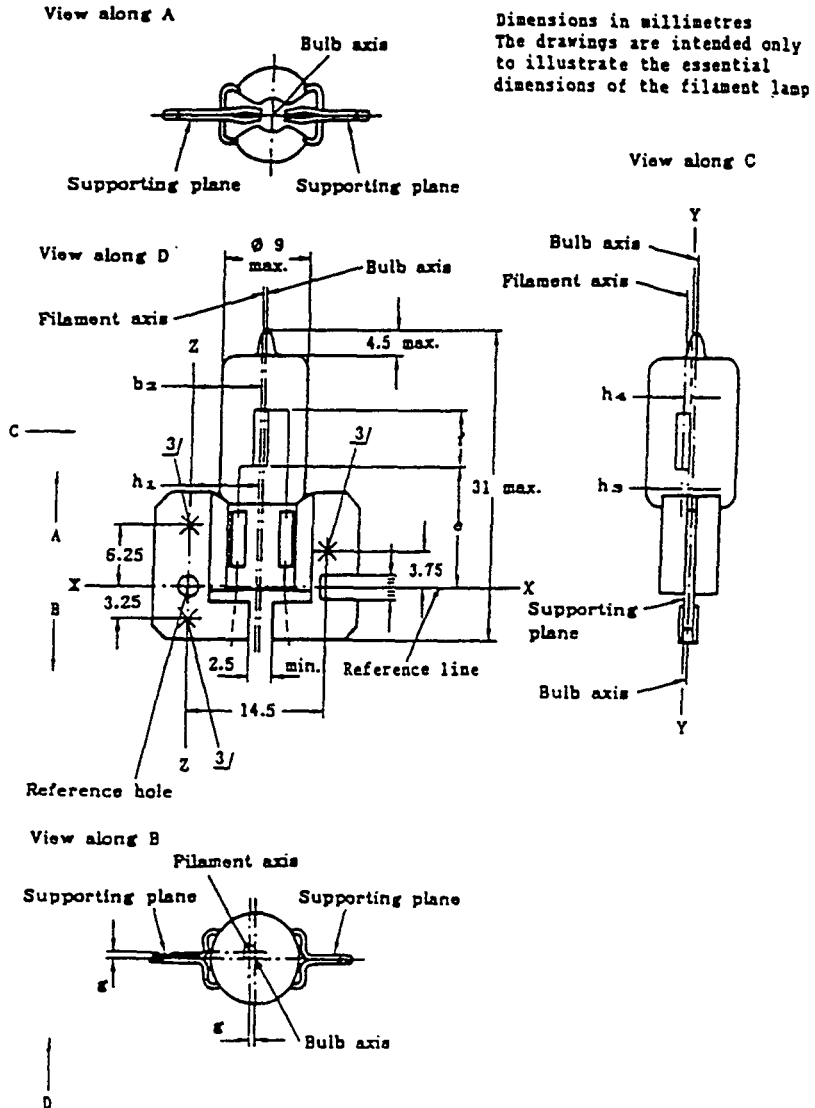 View along A
Dimensions in millimetres
The drawings are intended only
to illustrate the essential
dimensions of the filament lamp
Bulb axis
Supporting plane
Supporting plane
View along C
Y
Bulb axis
Filament axis
View along D
Ø 9
max.
Bulb axis
Filament axis
4.5 max.
Z
b2
h4
C
3/
3/
31 max.
h1
h3
A
e
6.25
3.75
X
X
B
3.25
Supporting
plane
2.5
min.
Reference line
14.5
Bulb axis
Z
3/
Y
Reference hole
View along B
Filament axis
Supporting plane
Supporting plane
g
g
Bulb axis
D